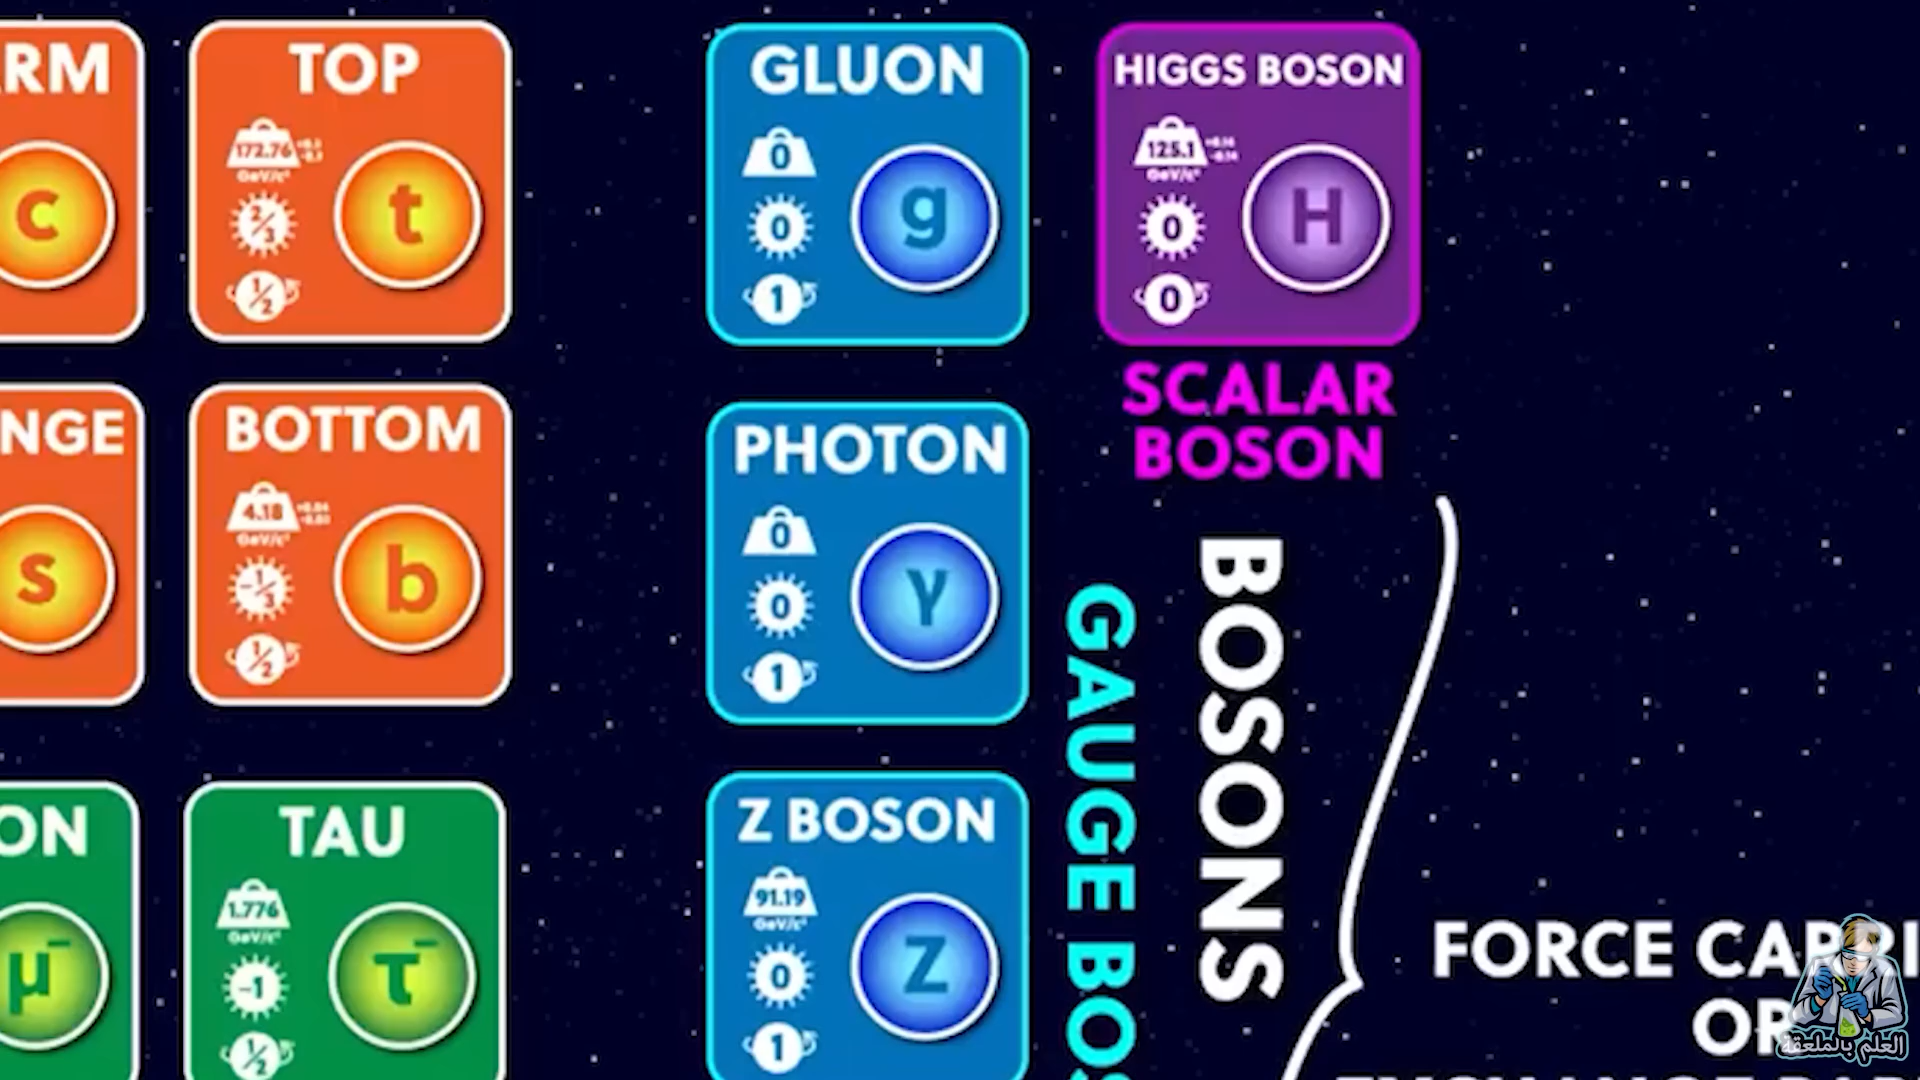 ARM
c
TOP
172.76
GeV/c²
2/3
1/2
t
GLUON
0
0
1
g
HIGGS BOSON
125.1
GeV/c²
0
0
H
SCALAR
BOSON
NGE
s
BOTTOM
4.18
GeV/c²
-1/3
1/2
b
PHOTON
0
0
1
γ
GAUGE BOS
BOSONS
ON
μ-
TAU
1.776
GeV/c²
-1
1/2
τ-
Z BOSON
91.19
GeV/c²
0
1
Z
FORCE CARRI
OR
العلم بالملعقة